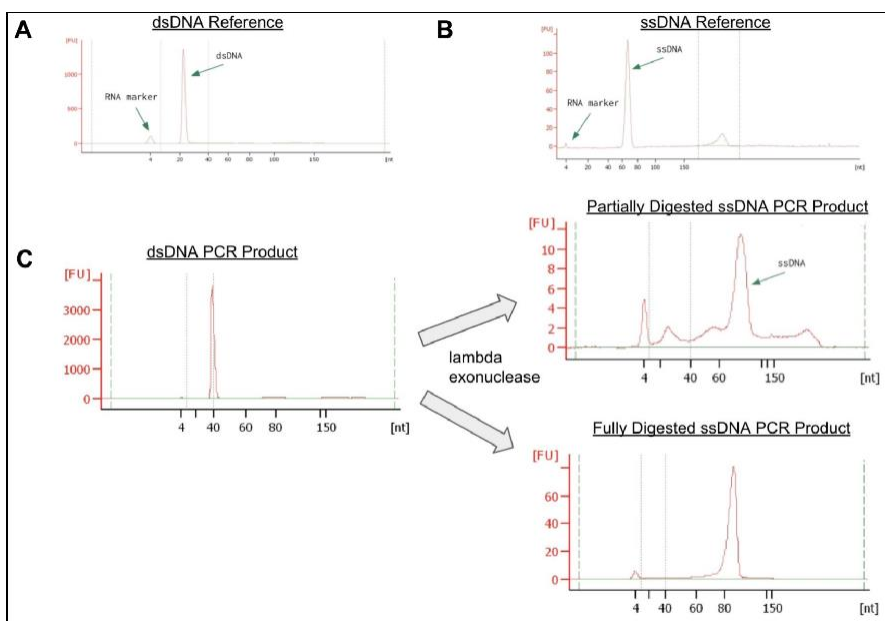 A
dsDNA Reference
[FU]
1000
500
0
RNA marker
dsDNA
4 20 40 60 80 100 150 [nt]
B
ssDNA Reference
[FU]
100
80
60
40
20
0
RNA marker
ssDNA
4 20 40 60 80 100 150 [nt]
C
dsDNA PCR Product
[FU]
3000
2000
1000
0
4 40 60 80 150 [nt]
lambda
exonuclease
Partially Digested ssDNA PCR Product
[FU]
10
8
6
4
2
0
ssDNA
4 40 60 150 [nt]
Fully Digested ssDNA PCR Product
[FU]
60
40
20
0
4 40 60 80 150 [nt]